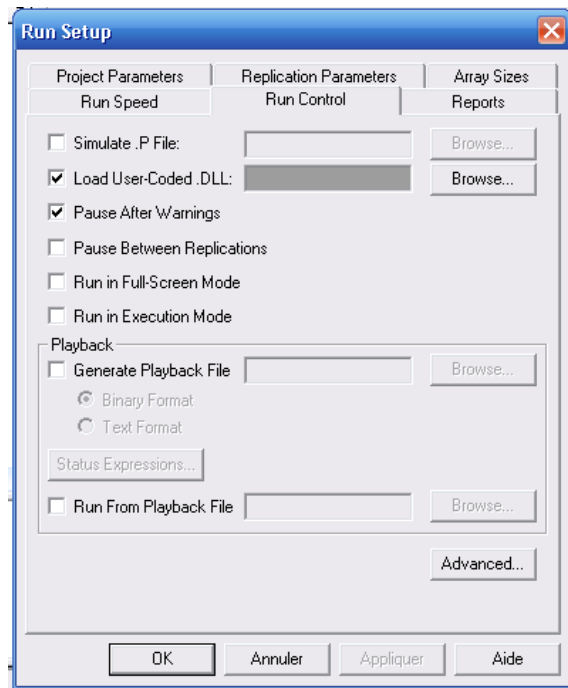 Run Setup
Project Parameters Replication Parameters Array Sizes
Run Speed Run Control Reports
Simulate .P File: Browse...
Load User-Coded .DLL: Browse...
Pause After Warnings
Pause Between Replications
Run in Full-Screen Mode
Run in Execution Mode
Playback
Generate Playback File Browse...
Binary Format
Text Format
Status Expressions...
Run From Playback File Browse...
Advanced...
OK Annuler Appliquer Aide